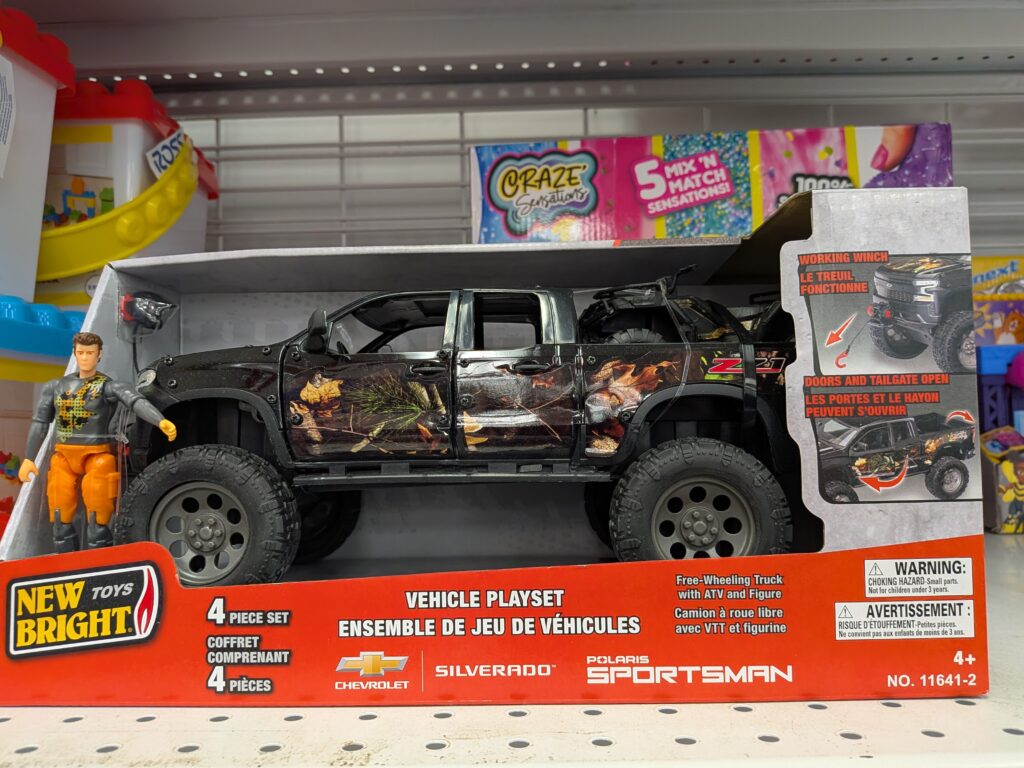 ROSS
CRAZE'
Sensations
5 MIX 'N
MATCH
SENSATIONS!
100%
next
WORKING WINCH
LE TREUIL
FONCTIONNE
DOORS AND TAILGATE OPEN
LES PORTES ET LE HAYON
PEUVENT S'OUVRIR
Z71
NEW TOYS
BRIGHT
4 PIECE SET
COFFRET
COMPRENANT
4 PIÈCES
VEHICLE PLAYSET
ENSEMBLE DE JEU DE VÉHICULES
CHEVROLET
SILVERADO™
POLARIS
SPORTSMAN
Free-Wheeling Truck
with ATV and Figure
Camion à roue libre
avec VTT et figurine
WARNING:
CHOKING HAZARD-Small parts.
Not for children under 3 years.
AVERTISSEMENT :
RISQUE D'ÉTOUFFEMENT-Petites pièces.
Ne convient pas aux enfants de moins de 3 ans.
4+
NO. 11641-2